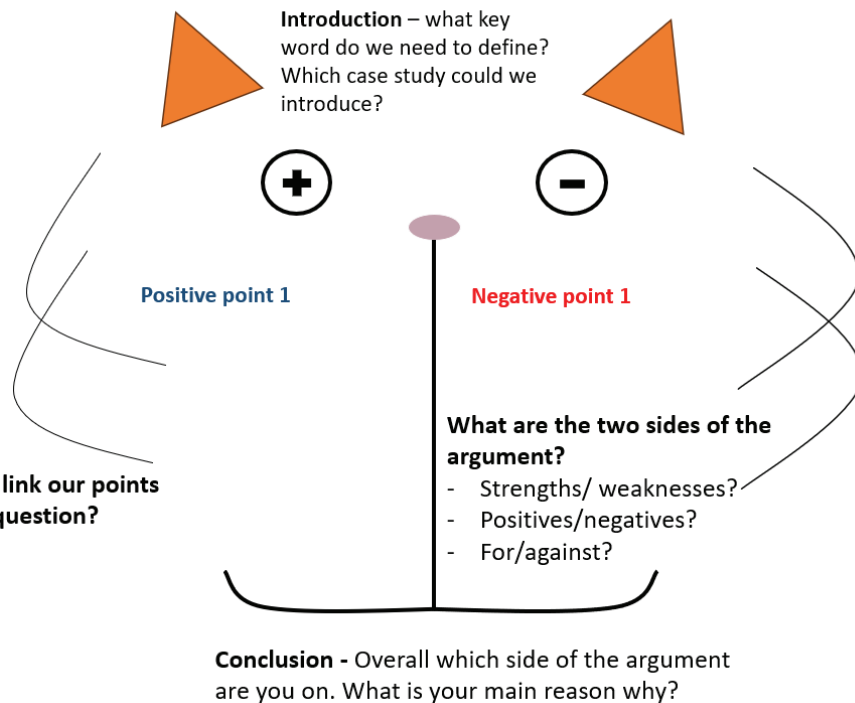 Introduction – what key
word do we need to define?
Which case study could we
introduce?
+
-
Positive point 1
Negative point 1
What are the two sides of the
argument?
- Strengths/ weaknesses?
- Positives/negatives?
- For/against?
link our points
question?
Conclusion - Overall which side of the argument
are you on. What is your main reason why?